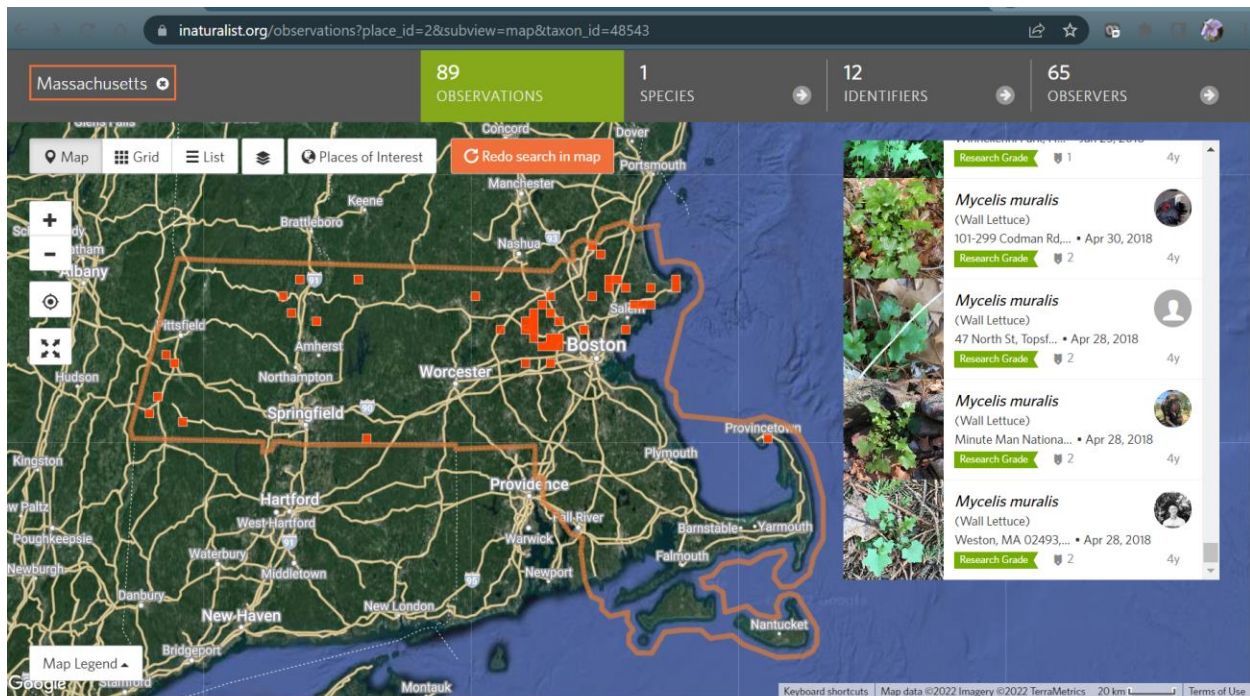 inaturalist.org/observations?place_id=2&subview=map&taxon_id=48543
Massachusetts
89
OBSERVATIONS
1
SPECIES
12
IDENTIFIERS
65
OBSERVERS
Map
Grid
List
Places of Interest
Redo search in map
Concord
Dover
Portsmouth
Manchester
Keene
Brattleboro
Nashua
93
Albany
91
Pittsfield
Salem
Amherst
Boston
Northampton
Worcester
Hudson
Springfield
90
Provincetown
Kingston
Plymouth
Hartford
Providence
West Hartford
Fall River
Poughkeepsie
Warwick
Barnstable
Yarmouth
Waterbury
91
Newburgh
Middletown
Newport
Falmouth
95
Danbury
New London
New Haven
Nantucket
Bridgeport
Stamford
Montauk
Map Legend
Google
Research Grade
1
4y
Mycelis muralis
(Wall Lettuce)
101-299 Codman Rd,... • Apr 30, 2018
Research Grade
2
4y
Mycelis muralis
(Wall Lettuce)
47 North St, Topsf... • Apr 28, 2018
Research Grade
2
4y
Mycelis muralis
(Wall Lettuce)
Minute Man Nationa... • Apr 28, 2018
Research Grade
2
4y
Mycelis muralis
(Wall Lettuce)
Weston, MA 02493,... • Apr 28, 2018
Research Grade
2
4y
Keyboard shortcuts
Map data ©2022 Imagery ©2022 TerraMetrics
20 km
Terms of Use